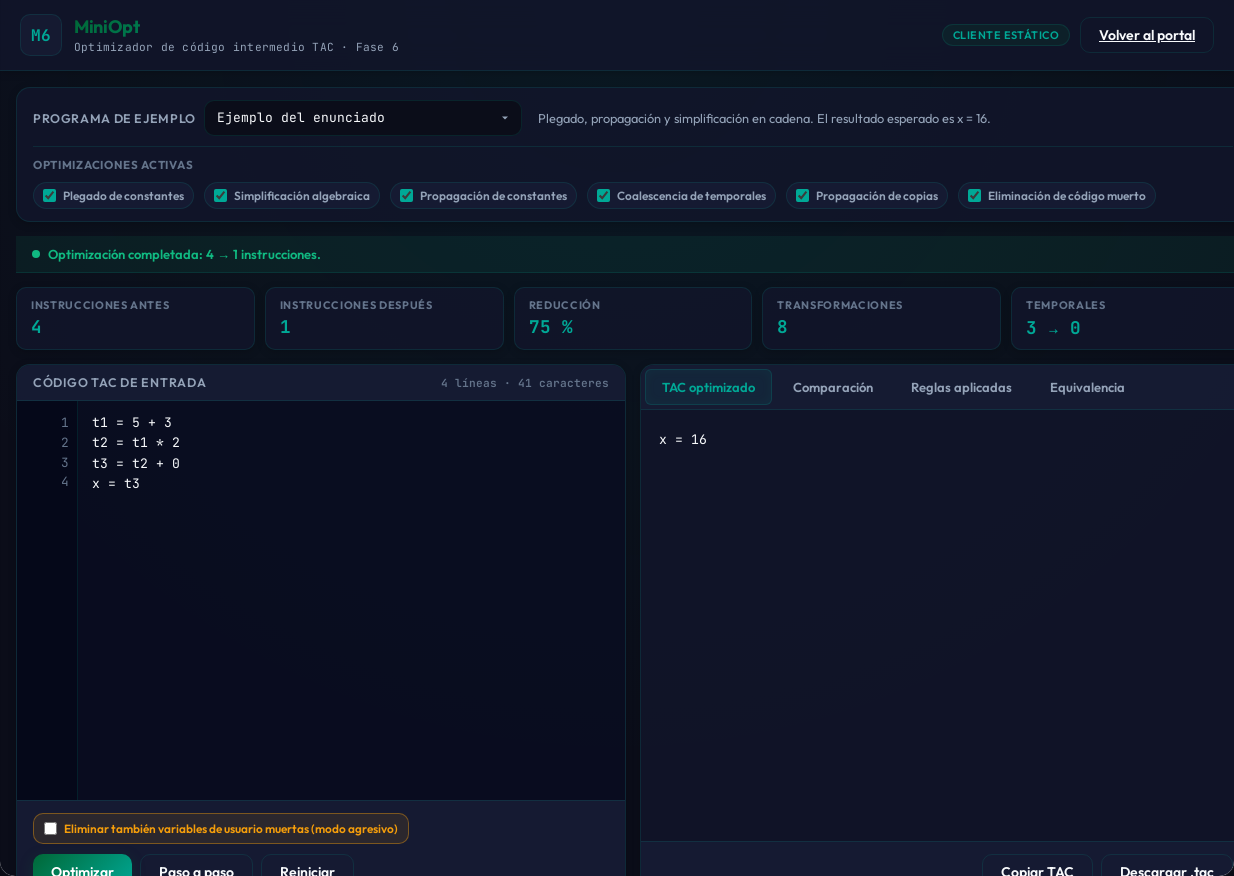 M6
MiniOpt
Optimizador de código intermedio TAC · Fase 6
CLIENTE ESTÁTICO
Volver al portal
PROGRAMA DE EJEMPLO
Ejemplo del enunciado
Plegado, propagación y simplificación en cadena. El resultado esperado es x = 16.
OPTIMIZACIONES ACTIVAS
Plegado de constantes
Simplificación algebraica
Propagación de constantes
Coalescencia de temporales
Propagación de copias
Eliminación de código muerto
Optimización completada: 4 → 1 instrucciones.
INSTRUCCIONES ANTES
4
INSTRUCCIONES DESPUÉS
1
REDUCCIÓN
75 %
TRANSFORMACIONES
8
TEMPORALES
3 → 0
CÓDIGO TAC DE ENTRADA
4 líneas · 41 caracteres
1 t1 = 5 + 3
2 t2 = t1 * 2
3 t3 = t2 + 0
4 x = t3
Eliminar también variables de usuario muertas (modo agresivo)
Optimizar
Paso a paso
Reiniciar
TAC optimizado
Comparación
Reglas aplicadas
Equivalencia
x = 16
Copiar TAC
Descargar .tac